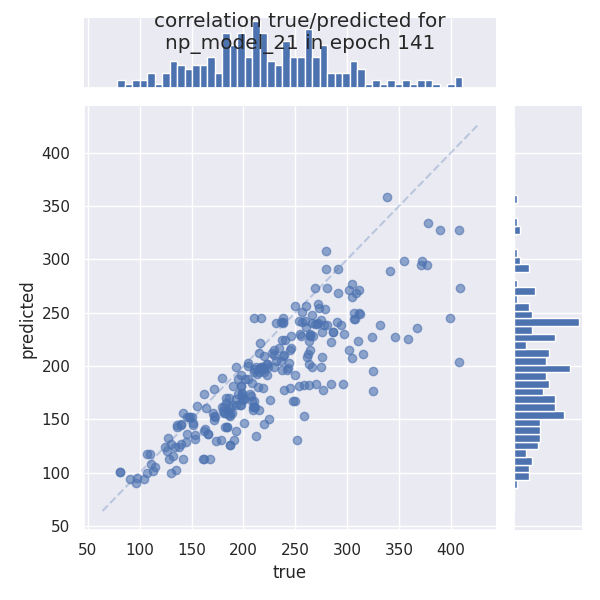 correlation true/predicted for
np_model_21 in epoch 141
400
350
300
250
200
150
100
50
predicted
50 100 150 200 250 300 350 400
true